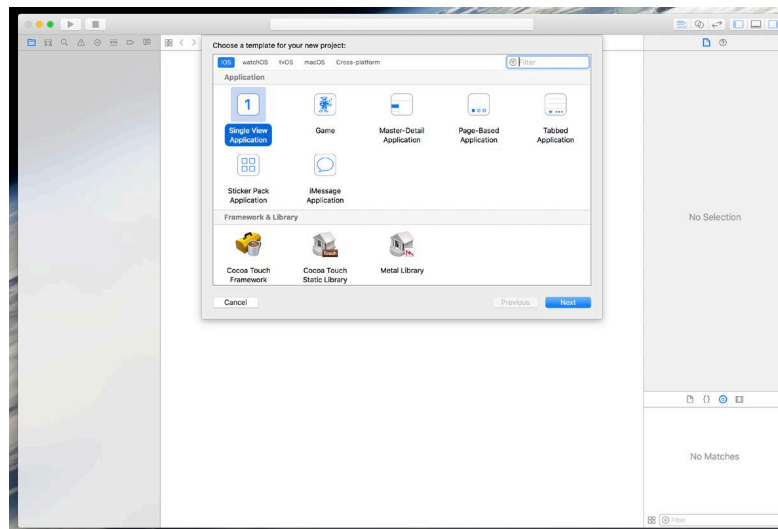 Choose a template for your new project:
iOS watchOS tvOS macOS Cross-platform Filter
Application
1
Single View Application
Game
Master-Detail Application
Page-Based Application
Tabbed Application
Sticker Pack Application
iMessage Application
Framework & Library
Cocoa Touch Framework
Touch
Cocoa Touch Static Library
Metal Library
Cancel Previous Next
No Selection
{}
No Matches
Filter